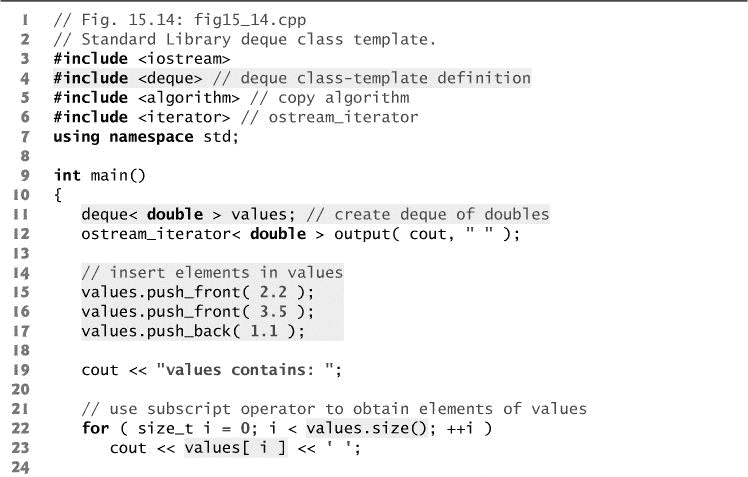 1 // Fig. 15.14: fig15_14.cpp
2 // Standard Library deque class template.
3 #include <iostream>
4 #include <deque> // deque class-template definition
5 #include <algorithm> // copy algorithm
6 #include <iterator> // ostream_iterator
7 using namespace std;
8
9 int main()
10 {
11    deque< double > values; // create deque of doubles
12    ostream_iterator< double > output( cout, " " );
13
14    // insert elements in values
15    values.push_front( 2.2 );
16    values.push_front( 3.5 );
17    values.push_back( 1.1 );
18
19    cout << "values contains: ";
20
21    // use subscript operator to obtain elements of values
22    for ( size_t i = 0; i < values.size(); ++i )
23       cout << values[ i ] << ' ';
24